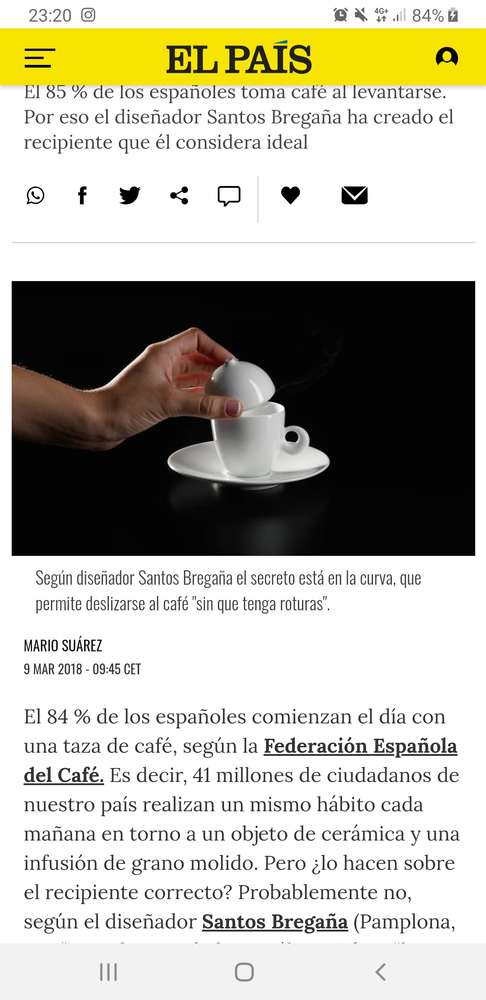 23:20
4G+
84%
EL PAÍS
El 85 % de los españoles toma café al levantarse.
Por eso el diseñador Santos Bregaña ha creado el
recipiente que él considera ideal
Según diseñador Santos Bregaña el secreto está en la curva, que
permite deslizarse al café "sin que tenga roturas".
MARIO SUÁREZ
9 MAR 2018 - 09:45 CET
El 84 % de los españoles comienzan el día con
una taza de café, según la Federación Española
del Café. Es decir, 41 millones de ciudadanos de
nuestro país realizan un mismo hábito cada
mañana en torno a un objeto de cerámica y una
infusión de grano molido. Pero ¿lo hacen sobre
el recipiente correcto? Probablemente no,
según el diseñador Santos Bregaña (Pamplona,